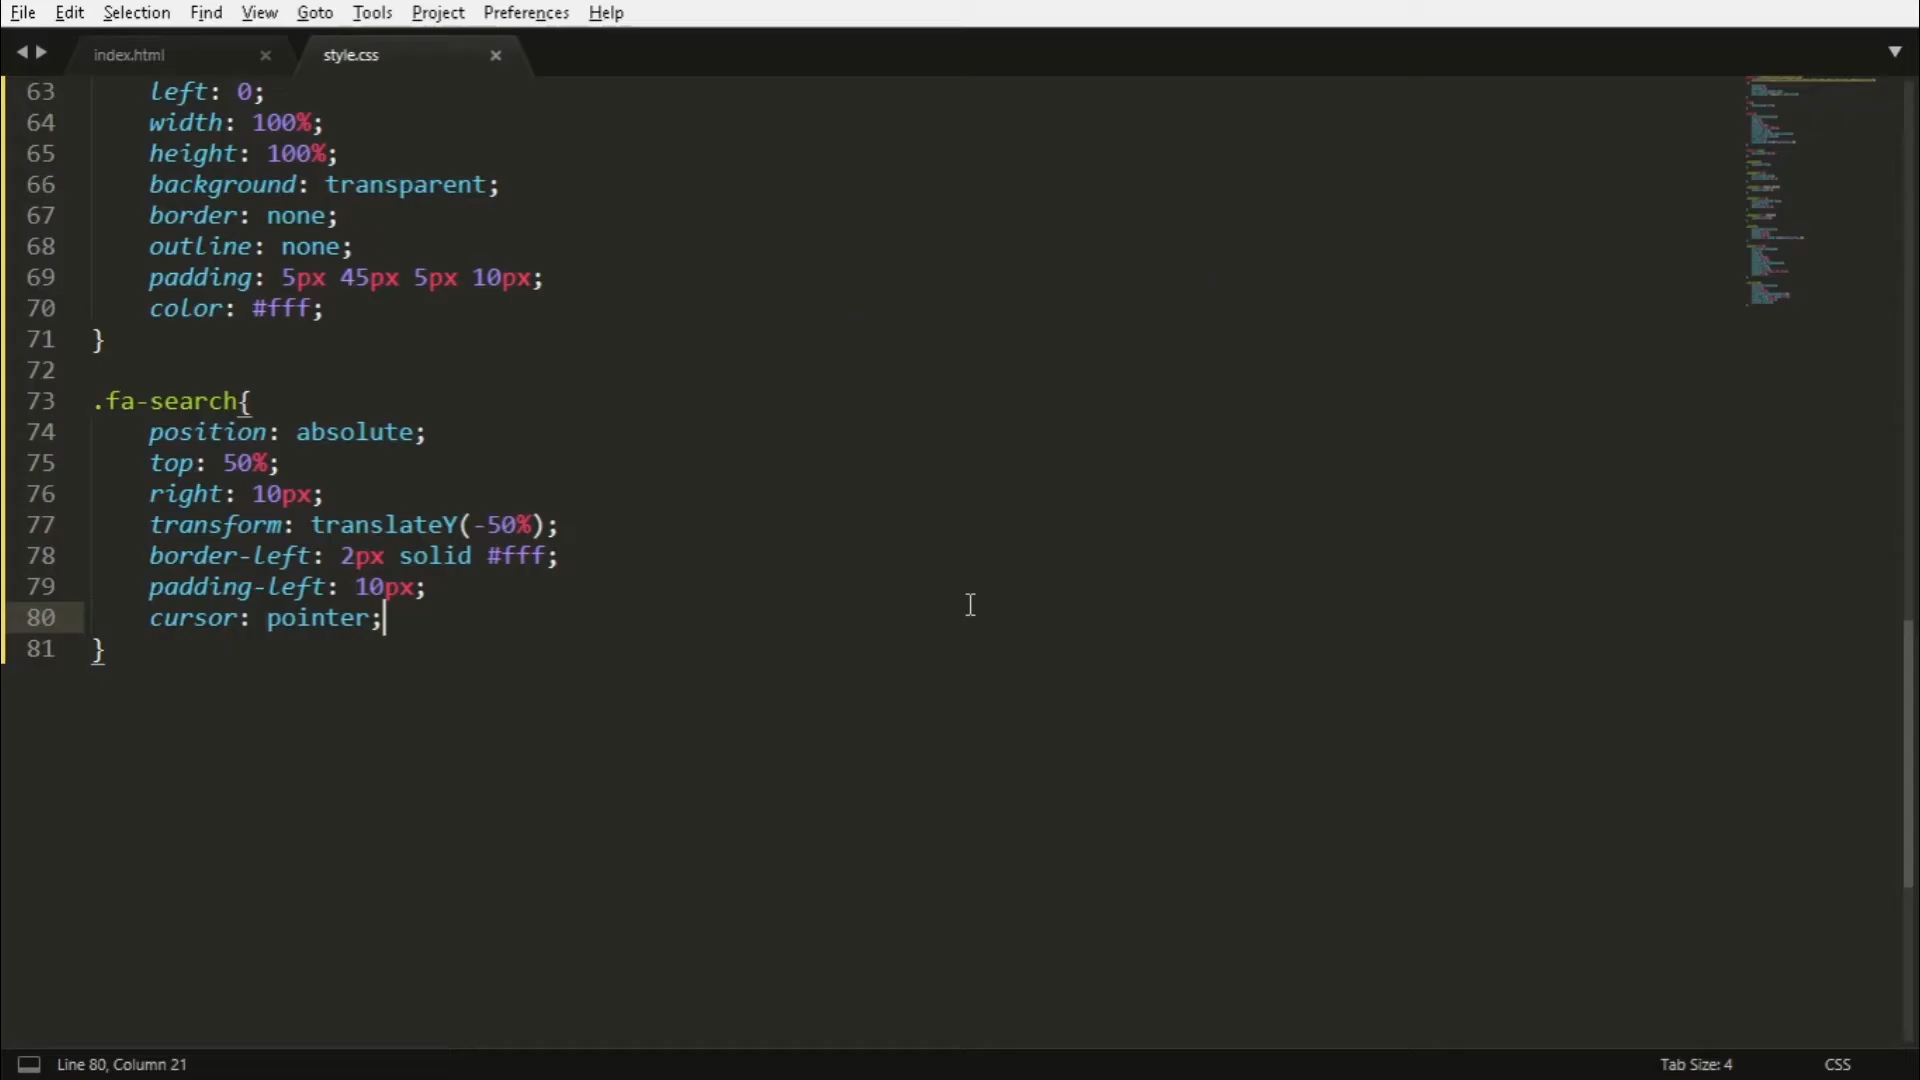 File Edit Selection Find View Goto Tools Project Preferences Help
index.html × style.css ×
63 left: 0;
64 width: 100%;
65 height: 100%;
66 background: transparent;
67 border: none;
68 outline: none;
69 padding: 5px 45px 5px 10px;
70 color: #fff;
71 }
72
73 .fa-search{
74 position: absolute;
75 top: 50%;
76 right: 10px;
77 transform: translateY(-50%);
78 border-left: 2px solid #fff;
79 padding-left: 10px;
80 cursor: pointer;
81 }
Line 80, Column 21 Tab Size: 4 CSS